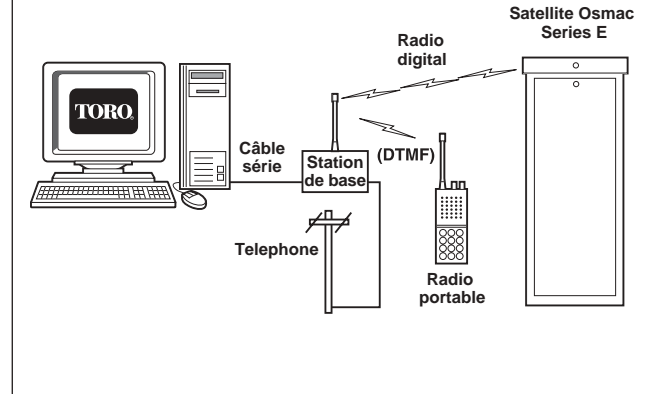 Satellite Osmac
Series E
Radio
digital
TORO
Câble
série
Station
de base
(DTMF)
Telephone
Radio
portable